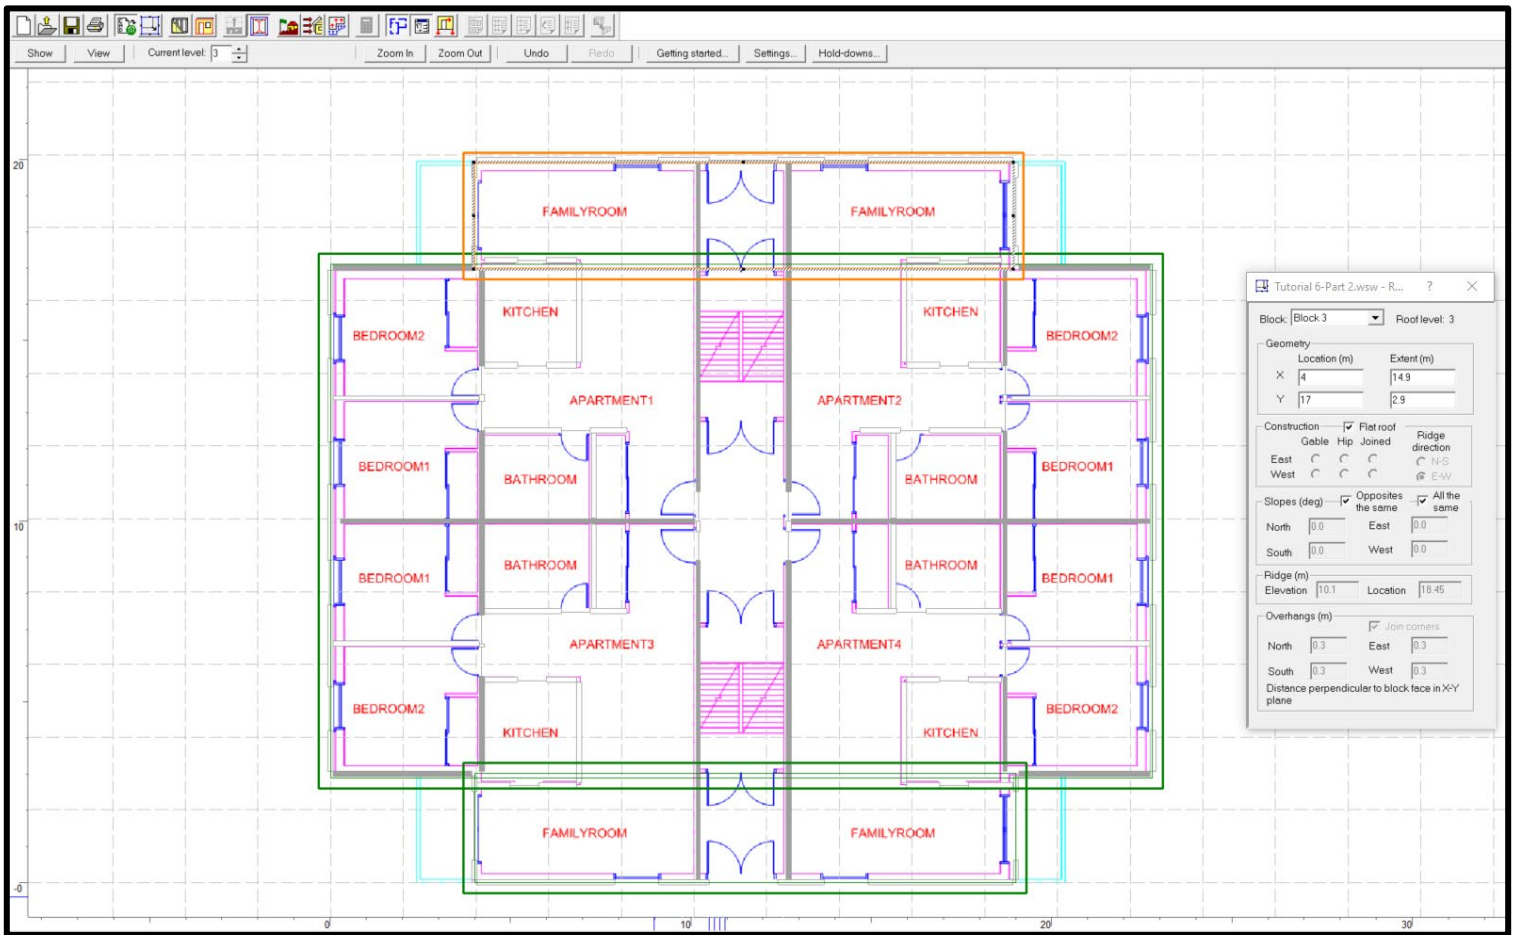 Show View Current level: 3 Zoom In Zoom Out Undo Redo Getting started... Settings... Hold-downs...
20
FAMILYROOM FAMILYROOM
KITCHEN KITCHEN
BEDROOM2 BEDROOM2
APARTMENT1 APARTMENT2
BEDROOM1 BEDROOM1
BATHROOM BATHROOM
10
BATHROOM BATHROOM
BEDROOM1 BEDROOM1
APARTMENT3 APARTMENT4
BEDROOM2 BEDROOM2
KITCHEN KITCHEN
FAMILYROOM FAMILYROOM
-0
0 10 20 30
Tutorial 6-Part 2.wsw - R... ?
Block: Block 3 Roof level: 3
Geometry
Location (m) Extent (m)
X 4 14.9
Y 17 2.9
Construction Flat roof
Gable Hip Joined Ridge direction
East N-S
West E-W
Slopes (deg) Opposites the same All the same
North 0.0 East 0.0
South 0.0 West 0.0
Ridge (m)
Elevation 10.1 Location 18.45
Overhangs (m)
Join corners
North 0.3 East 0.3
South 0.3 West 0.3
Distance perpendicular to block face in X-Y
plane